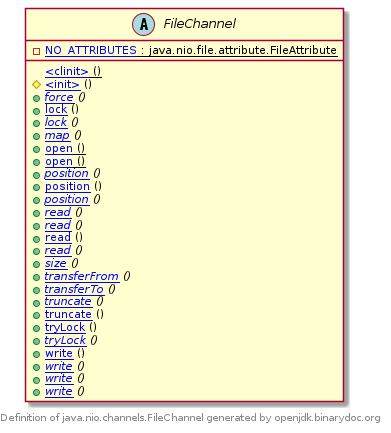 A FileChannel
NO_ATTRIBUTES : java.nio.file.attribute.FileAttribute
<clinit> ()
<init> ()
force ()
lock ()
lock ()
map ()
open ()
open ()
position ()
position ()
position ()
read ()
read ()
read ()
read ()
size ()
transferFrom ()
transferTo ()
truncate ()
truncate ()
tryLock ()
tryLock ()
write ()
write ()
write ()
write ()
Definition of java.nio.channels.FileChannel generated by openjdk.binarydoc.org